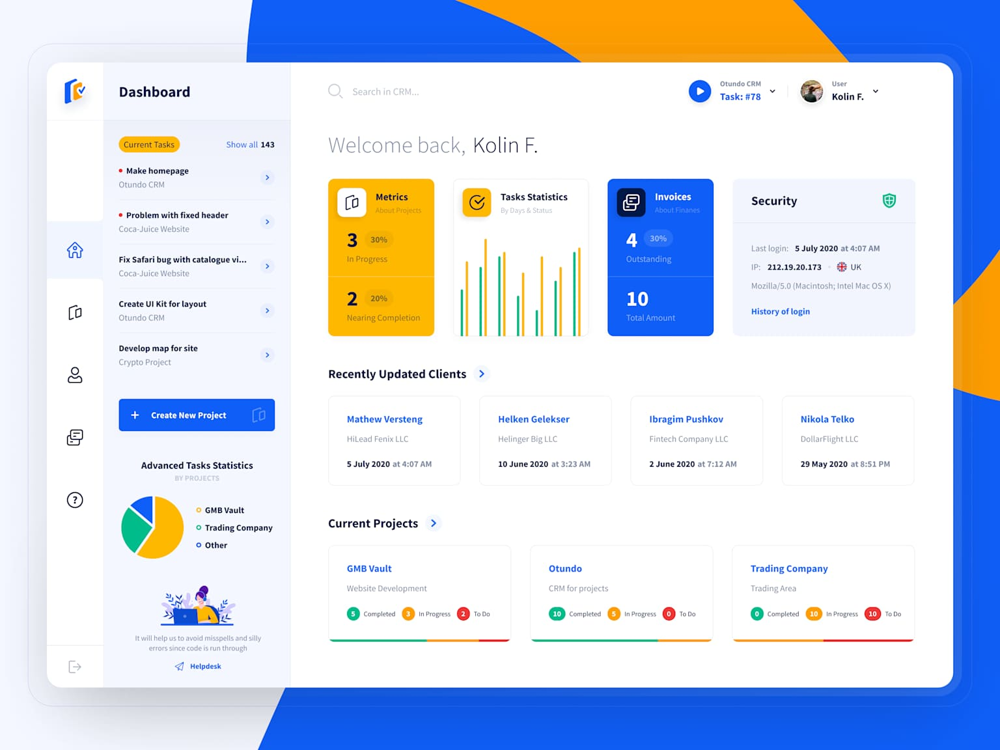 Dashboard
Search in CRM...
Otundo CRM
Task: #78
User
Kolin F.
Current Tasks
Show all 143
Make homepage
Otundo CRM
Problem with fixed header
Coca-Juice Website
Fix Safari bug with catalogue vi...
Coca-Juice Website
Create UI Kit for layout
Otundo CRM
Develop map for site
Crypto Project
+ Create New Project
Advanced Tasks Statistics
BY PROJECTS
GMB Vault
Trading Company
Other
It will help us to avoid misspells and silly
errors since code is run through
Helpdesk
Welcome back, Kolin F.
Metrics
About Projects
3 30%
In Progress
2 20%
Nearing Completion
Tasks Statistics
By Days & Status
Invoices
About Finanes
4 30%
Outstanding
10
Total Amount
Security
Last login: 5 July 2020 at 4:07 AM
IP: 212.19.20.173 UK
Mozilla/5.0 (Macintosh; Intel Mac OS X)
History of login
Recently Updated Clients
Mathew Versteng
HiLead Fenix LLC
5 July 2020 at 4:07 AM
Helken Gelekser
Helinger Big LLC
10 June 2020 at 3:23 AM
Ibragim Pushkov
Fintech Company LLC
2 June 2020 at 7:12 AM
Nikola Telko
DollarFlight LLC
29 May 2020 at 8:51 PM
Current Projects
GMB Vault
Website Development
5 Completed 3 In Progress 2 To Do
Otundo
CRM for projects
10 Completed 5 In Progress 0 To Do
Trading Company
Trading Area
0 Completed 10 In Progress 10 To Do